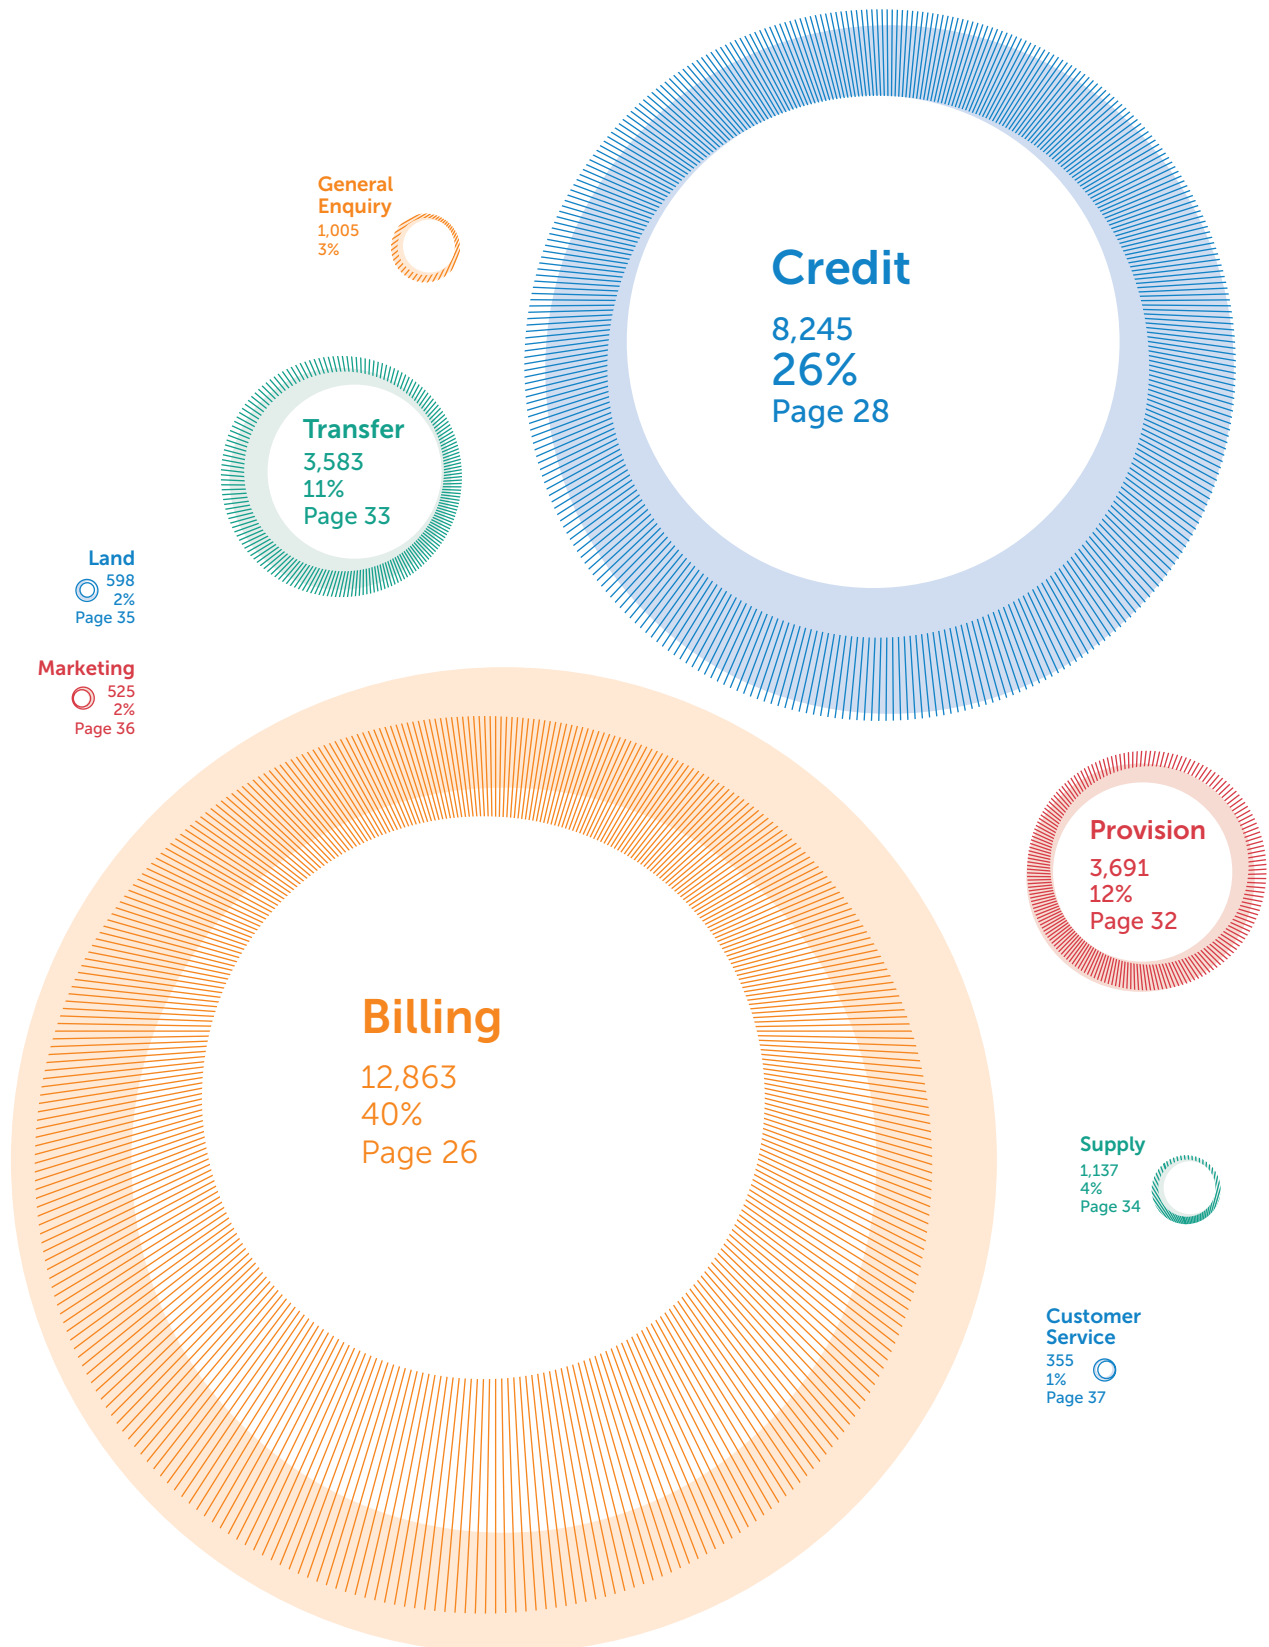 General
Enquiry
1,005
3%
Credit
8,245
26%
Page 28
Transfer
3,583
11%
Page 33
Land
598
2%
Page 35
Marketing
525
2%
Page 36
Provision
3,691
12%
Page 32
Billing
12,863
40%
Page 26
Supply
1,137
4%
Page 34
Customer
Service
355
1%
Page 37